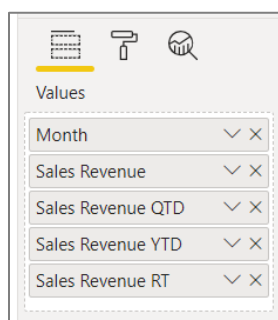 Values
Month
Sales Revenue
Sales Revenue QTD
Sales Revenue YTD
Sales Revenue RT